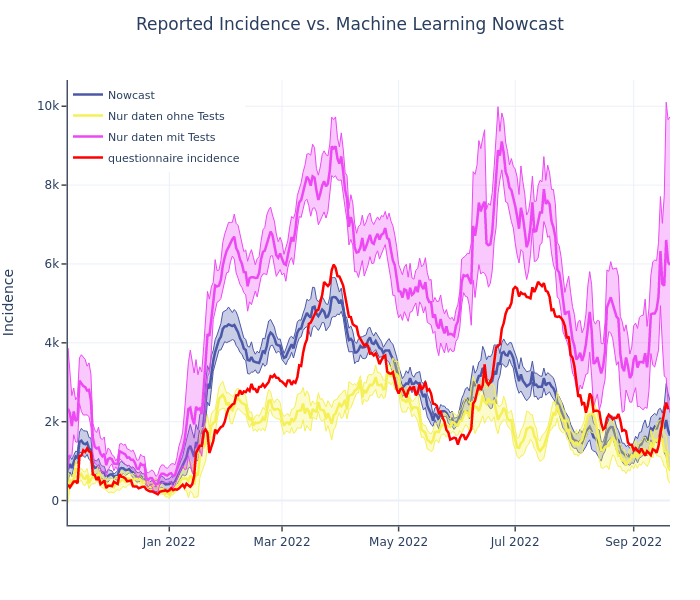 Reported Incidence vs. Machine Learning Nowcast
Nowcast
Nur daten ohne Tests
Nur daten mit Tests
questionnaire incidence
10k
8k
6k
4k
2k
0
Incidence
Jan 2022
Mar 2022
May 2022
Jul 2022
Sep 2022